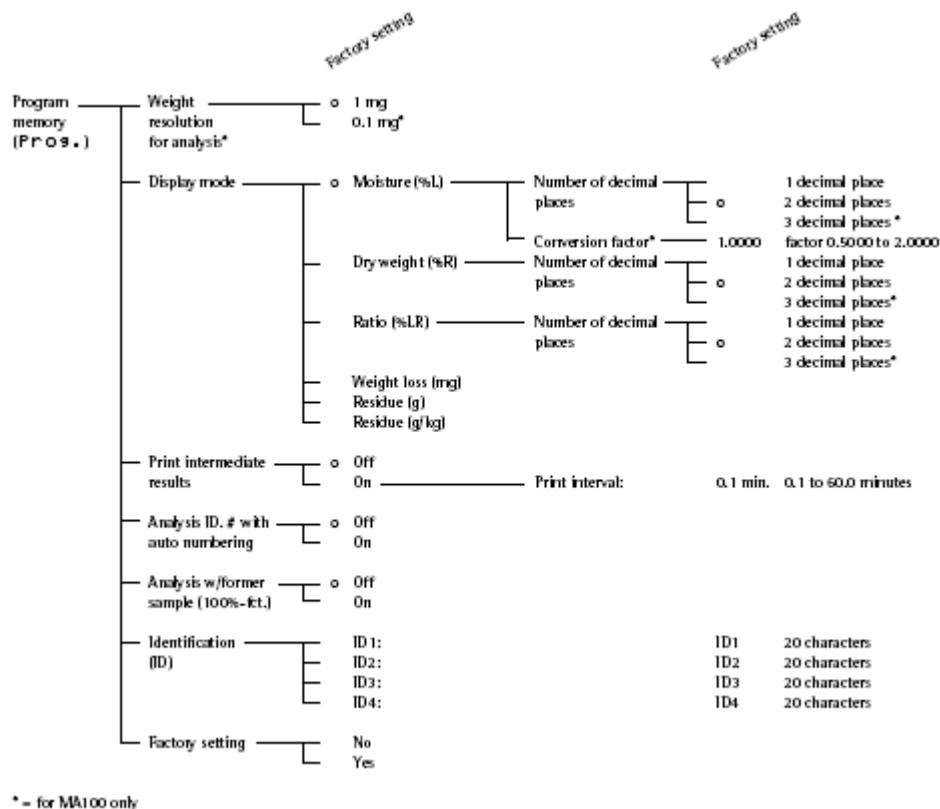 Factory setting Factory setting
Program Weight o 1 mg
memory resolution 0.1 mg*
(Prog.) for analysis*
Display mode o Moisture (%L) Number of decimal 1 decimal place
places o 2 decimal places
3 decimal places *
Conversion factor* 1.0000 factor 0.5000 to 2.0000
Dry weight (%R) Number of decimal 1 decimal place
places o 2 decimal places
3 decimal places*
Ratio (%LR) Number of decimal 1 decimal place
places o 2 decimal places
3 decimal places*
Weight loss (mg)
Residue (g)
Residue (g/kg)
Print intermediate o Off
results On Print interval: 0.1 min. 0.1 to 60.0 minutes
Analysis ID. # with o Off
auto numbering On
Analysis w/former o Off
sample (100%-fct.) On
Identification ID1: ID1 20 characters
(ID) ID2: ID2 20 characters
ID3: ID3 20 characters
ID4: ID4 20 characters
Factory setting No
Yes
* = for MA100 only